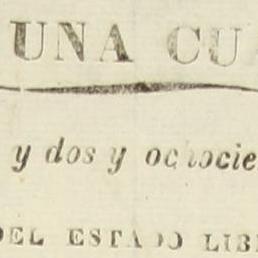 UNA CU
y dos y ochocie
DEL ESTADO LIB